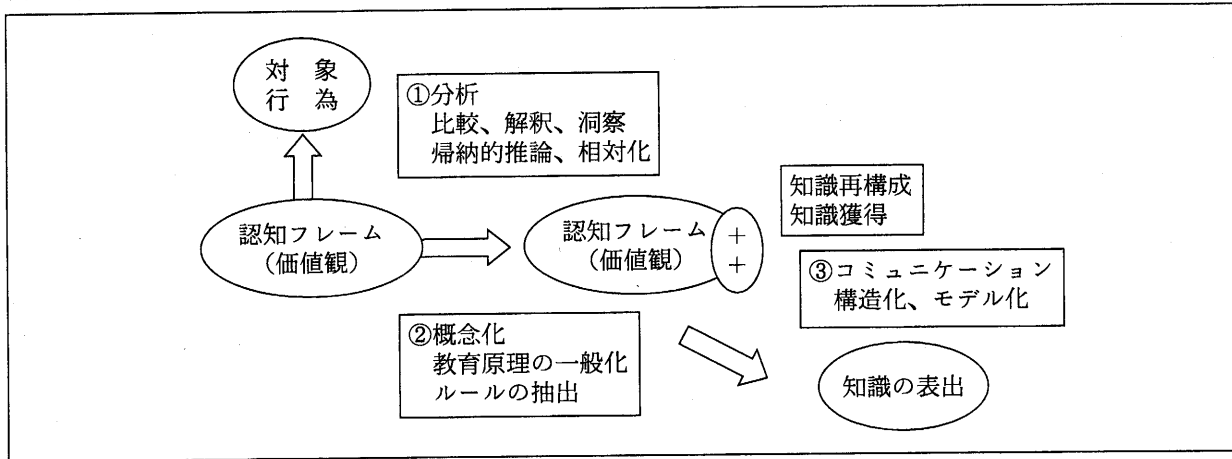 対 象
行 為
①分析
比較、解釈、洞察
帰納的推論、相対化
認知フレーム
(価値観)
認知フレーム
(価値観)
+
+
知識再構成
知識獲得
②概念化
教育原理の一般化
ルールの抽出
③コミュニケーション
構造化、モデル化
知識の表出